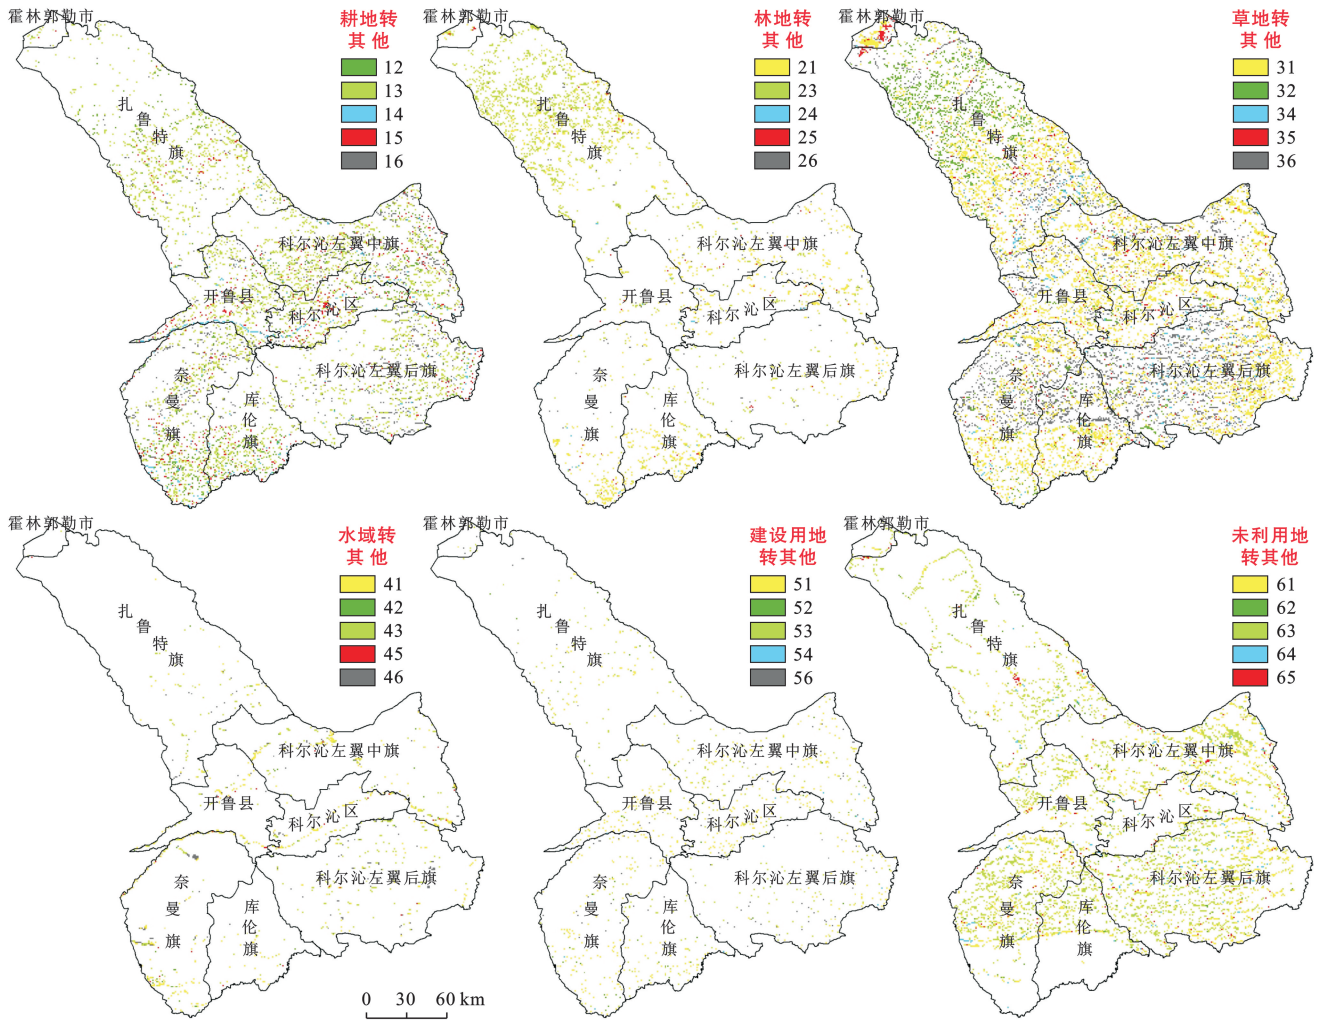 霍林郭勒市
耕地转
其他
12
13
14
15
16
扎鲁特旗
科尔沁左翼中旗
开鲁县
科尔沁区
科尔沁左翼后旗
奈曼旗
库伦旗
霍林郭勒市
林地转
其他
21
23
24
25
26
扎鲁特旗
科尔沁左翼中旗
开鲁县
科尔沁区
科尔沁左翼后旗
奈曼旗
库伦旗
霍林郭勒市
草地转
其他
31
32
34
35
36
扎鲁特旗
科尔沁左翼中旗
开鲁县
科尔沁区
科尔沁左翼后旗
奈曼旗
库伦旗
霍林郭勒市
水域转
其他
41
42
43
45
46
扎鲁特旗
科尔沁左翼中旗
开鲁县
科尔沁区
科尔沁左翼后旗
奈曼旗
库伦旗
0 30 60 km
霍林郭勒市
建设用地
转其他
51
52
53
54
56
扎鲁特旗
科尔沁左翼中旗
开鲁县
科尔沁区
科尔沁左翼后旗
奈曼旗
库伦旗
霍林郭勒市
未利用地
转其他
61
62
63
64
65
扎鲁特旗
科尔沁左翼中旗
开鲁县
科尔沁区
科尔沁左翼后旗
奈曼旗
库伦旗